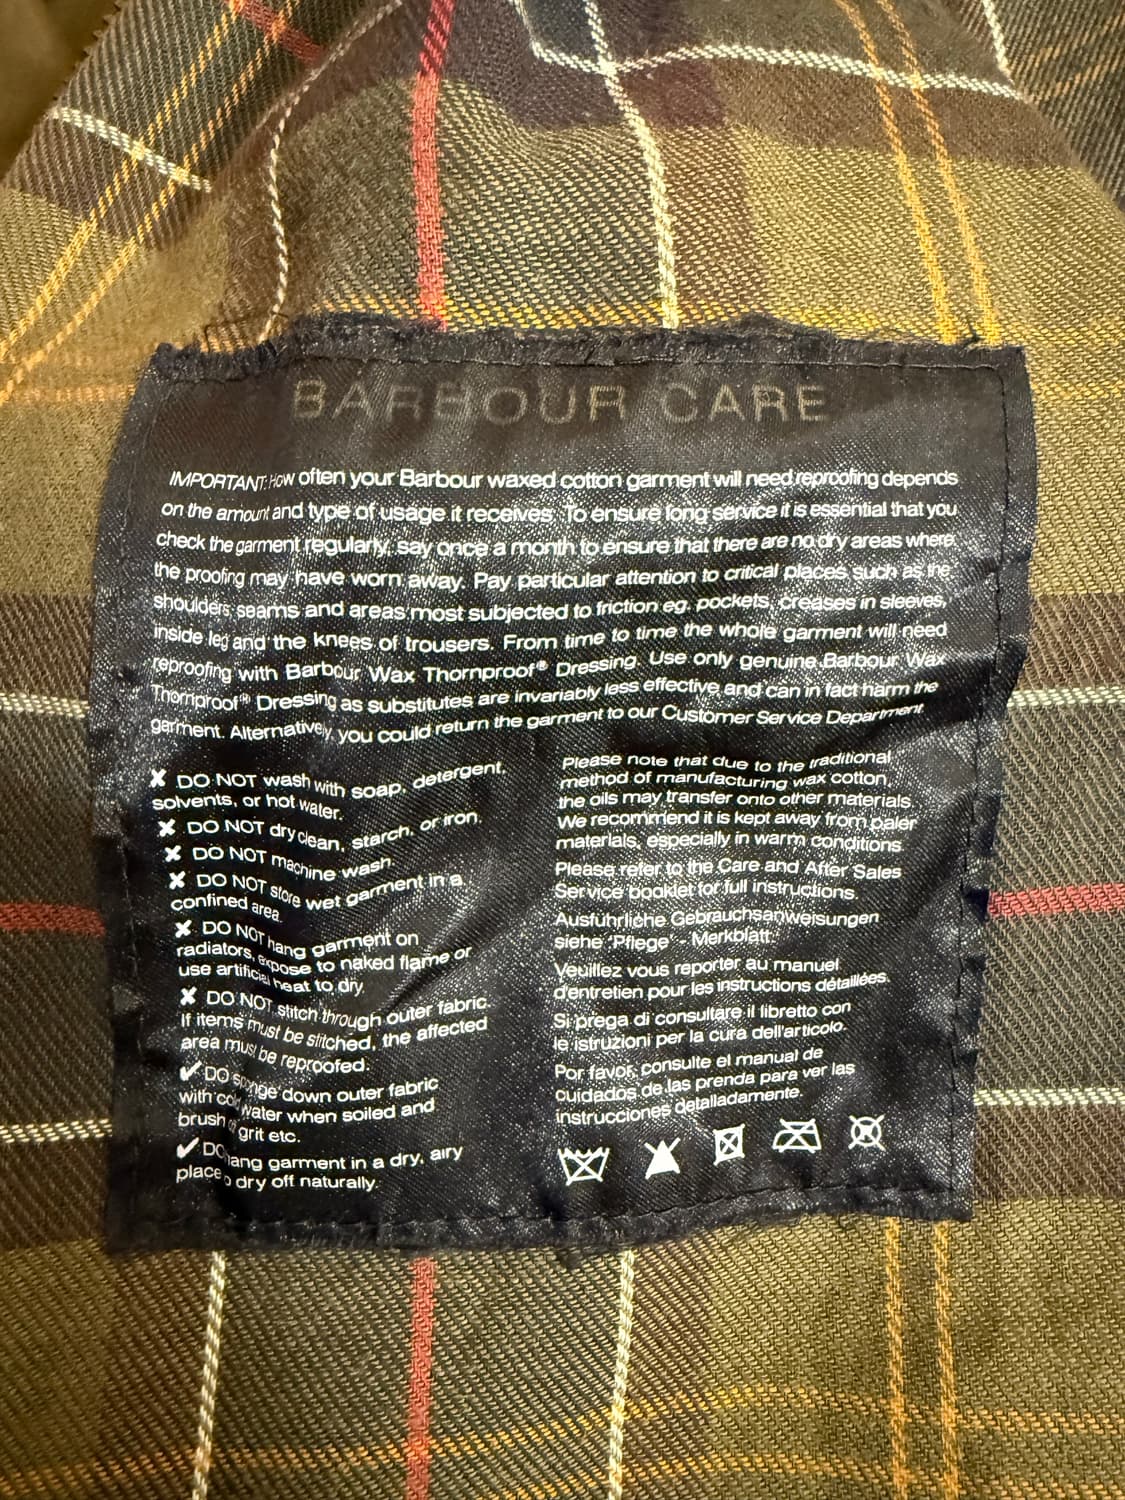 BARBOUR CARE
IMPORTANT: How often your Barbour waxed cotton garment will need reproofing depends
on the amount and type of usage it receives. To ensure long service it is essential that you
check the garment regularly, say once a month to ensure that there are no dry areas where
the proofing may have worn away. Pay particular attention to critical places such as the
shoulders, seams and areas most subjected to friction eg. pockets, creases in sleeves,
inside leg and the knees of trousers. From time to time the whole garment will need
reproofing with Barbour Wax Thornproof® Dressing. Use only genuine Barbour Wax
Thornproof® Dressing as substitutes are invariably less effective and can in fact harm the
garment. Alternatively, you could return the garment to our Customer Service Department.
✘ DO NOT wash with soap, detergent,
solvents, or hot water.
✘ DO NOT dry clean, starch, or iron.
✘ DO NOT machine wash.
✘ DO NOT store wet garment in a
confined area.
✘ DO NOT hang garment on
radiators, expose to naked flame or
use artificial heat to dry.
✘ DO NOT stitch through outer fabric.
If items must be stitched, the affected
area must be reproofed.
✔ DO sponge down outer fabric
with cold water when soiled and
brush off grit etc.
✔ DO hang garment in a dry, airy
place to dry off naturally.
Please note that due to the traditional
method of manufacturing wax cotton,
the oils may transfer onto other materials.
We recommend it is kept away from paler
materials, especially in warm conditions.
Please refer to the Care and After Sales
Service booklet for full instructions.
Ausführliche Gebrauchsanweisungen
siehe 'Pflege' - Merkblatt.
Veuillez vous reporter au manuel
d'entretien pour les instructions détaillées.
Si prega di consultare il libretto con
le istruzioni per la cura dell'articolo.
Por favor, consulte el manual de
cuidados de las prenda para ver las
instrucciones detalladamente.